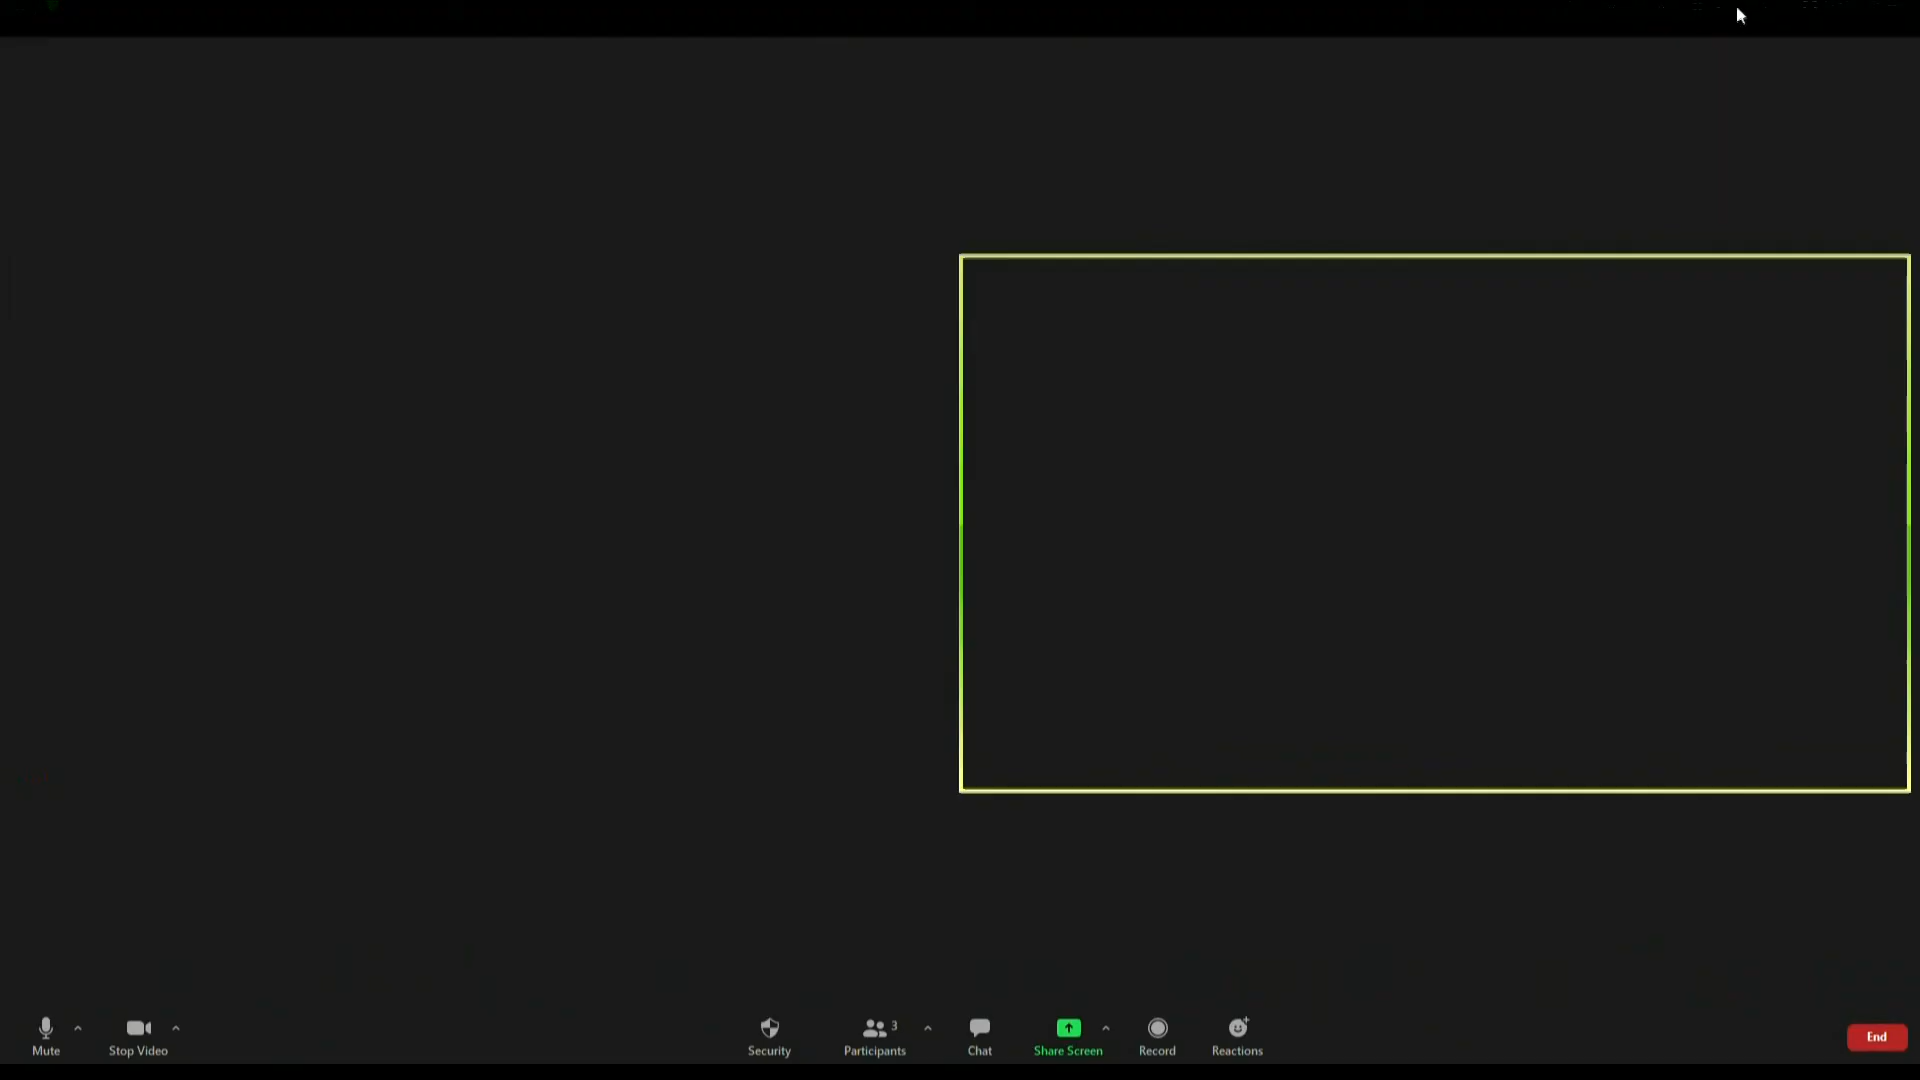 Mute
Stop Video
Security
Participants
3
Chat
Share Screen
Record
Reactions
End